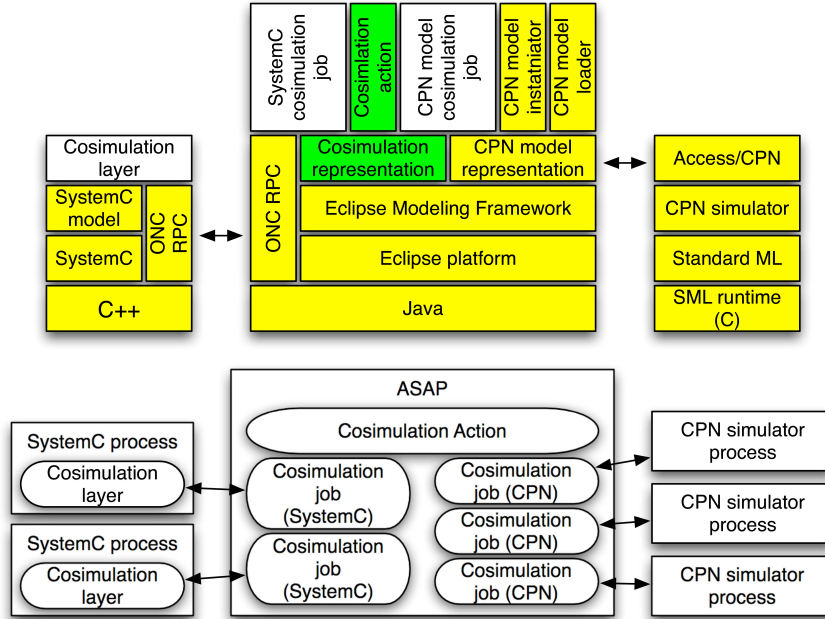 SystemC
cosimulation
job
Cosimlation
action
CPN model
cosimulation
job
CPN model
instatniator
CPN model
loader
Cosimulation
layer
SystemC
model
ONC
RPC
SystemC
C++
ONC RPC
Cosimulation
representation
CPN model
representation
Eclipse Modeling Framework
Eclipse platform
Java
Access/CPN
CPN simulator
Standard ML
SML runtime
(C)
ASAP
Cosimulation Action
SystemC process
Cosimulation
layer
SystemC process
Cosimulation
layer
Cosimulation
job
(SystemC)
Cosimulation
job
(SystemC)
Cosimulation
job (CPN)
Cosimulation
job (CPN)
Cosimulation
job (CPN)
CPN simulator
process
CPN simulator
process
CPN simulator
process